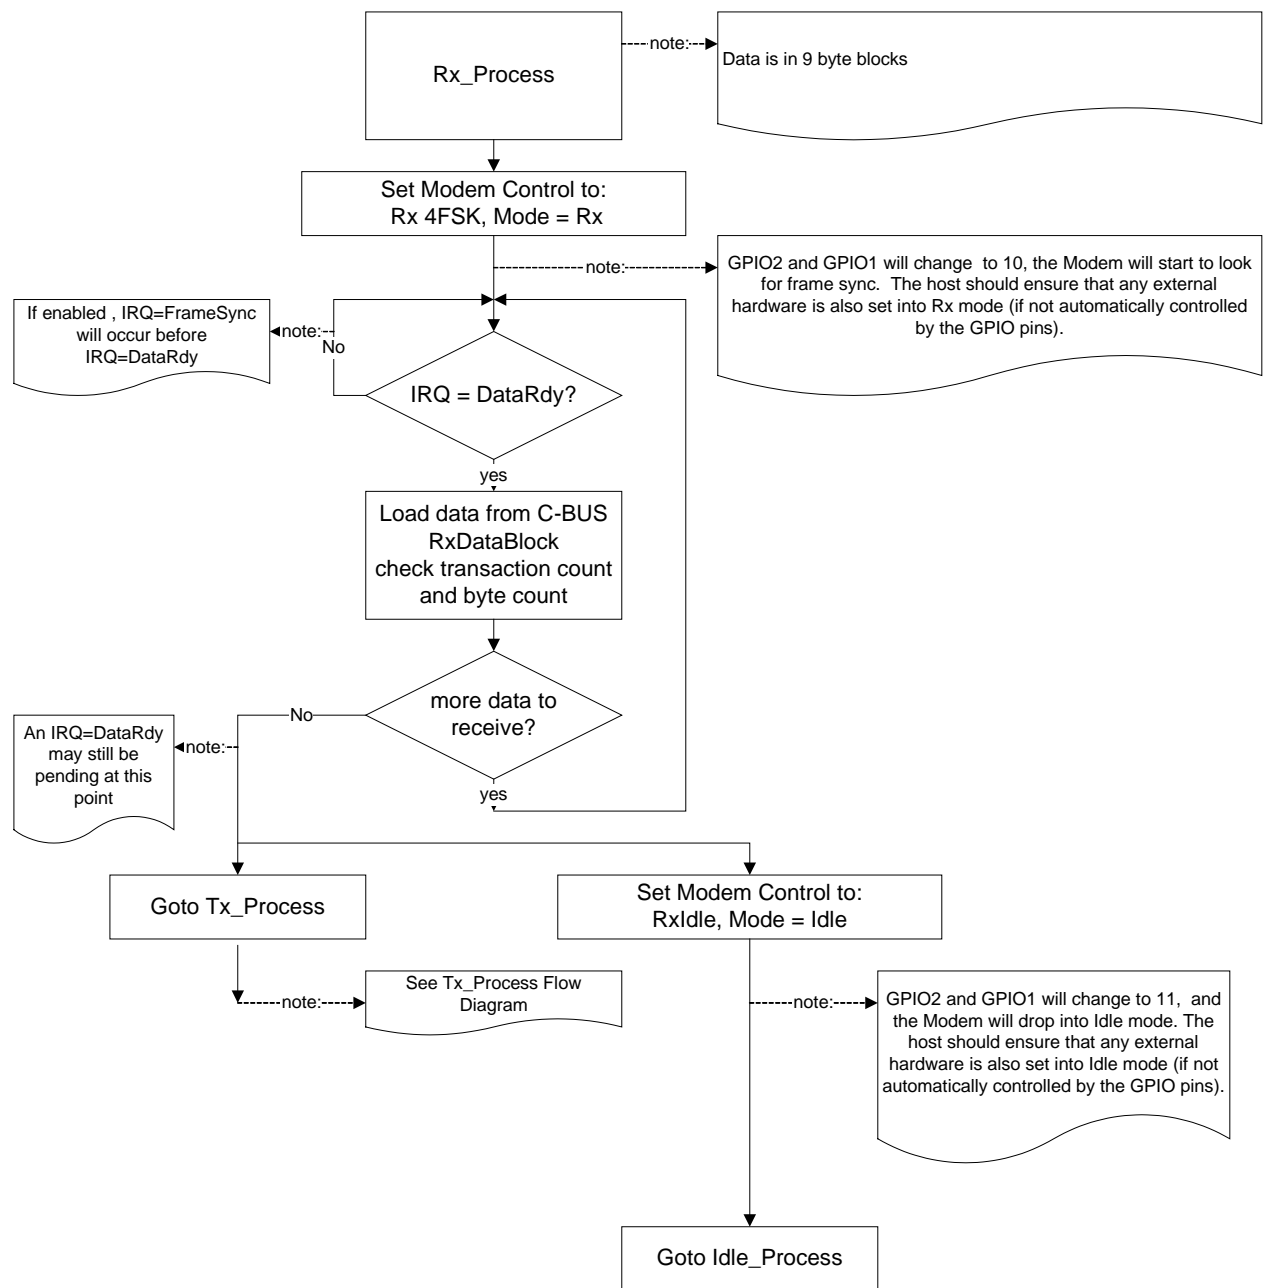 Rx_Process
note:
Data is in 9 byte blocks
Set Modem Control to:
Rx 4FSK, Mode = Rx
note:
GPIO2 and GPIO1 will change  to 10, the Modem will start to look
for frame sync.  The host should ensure that any external
hardware is also set into Rx mode (if not automatically controlled
by the GPIO pins).
If enabled , IRQ=FrameSync
will occur before
IRQ=DataRdy
note:
No
IRQ = DataRdy?
yes
Load data from C-BUS
RxDataBlock
check transaction count
and byte count
more data to
receive?
No
An IRQ=DataRdy
may still be
pending at this
point
note:
yes
Goto Tx_Process
Set Modem Control to:
RxIdle, Mode = Idle
note:
See Tx_Process Flow
Diagram
note:
GPIO2 and GPIO1 will change to 11,  and
the Modem will drop into Idle mode. The
host should ensure that any external
hardware is also set into Idle mode (if not
automatically controlled by the GPIO pins).
Goto Idle_Process